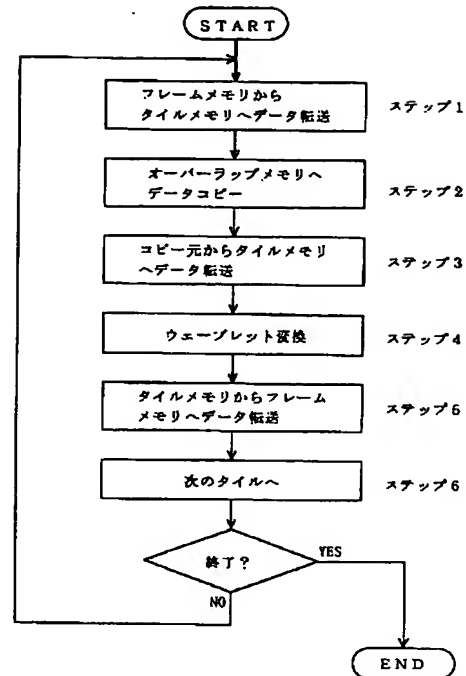 START
フレームメモリから
タイルメモリへデータ転送
ステップ1
オーバーラップメモリへ
データコピー
ステップ2
コピー元からタイルメモリ
へデータ転送
ステップ3
ウェーブレット変換
ステップ4
タイルメモリからフレーム
メモリへデータ転送
ステップ5
次のタイルへ
ステップ6
終了?
YES
NO
END